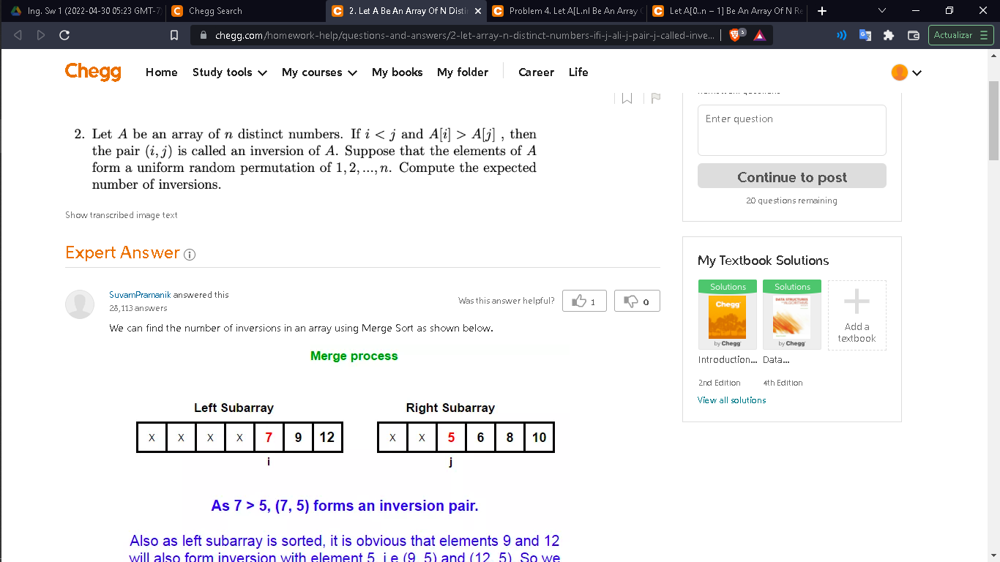 Ing. Sw 1 (2022-04-30 05:23 GMT-7)
Chegg Search
2. Let A Be An Array Of N Disti
Problem 4. Let A[L.nl Be An Array
Let A[0..n – 1] Be An Array Of N Re
chegg.com/homework-help/questions-and-answers/2-let-array-n-distinct-numbers-ifi-j-ali-j-pair-j-called-inve...
Actualizar
Chegg
Home Study tools My courses My books My folder Career Life
2. Let A be an array of n distinct numbers. If i < j and A[i] > A[j] , then
the pair (i, j) is called an inversion of A. Suppose that the elements of A
form a uniform random permutation of 1, 2, ..., n. Compute the expected
number of inversions.
Show transcribed image text
Expert Answer
SuvamPramanik answered this
28,113 answers
Was this answer helpful?
1
0
We can find the number of inversions in an array using Merge Sort as shown below.
Merge process
Left Subarray Right Subarray
X X X X 7 9 12 X X 5 6 8 10
i j
As 7 > 5, (7, 5) forms an inversion pair.
Also as left subarray is sorted, it is obvious that elements 9 and 12
will also form inversion with element 5, i.e (9, 5) and (12, 5). So we
Enter question
Continue to post
20 questions remaining
My Textbook Solutions
Solutions Solutions
Chegg
DATA STRUCTURES
ALGORITHMS
by Chegg by Chegg
Add a
textbook
Introduction... Data...
2nd Edition 4th Edition
View all solutions